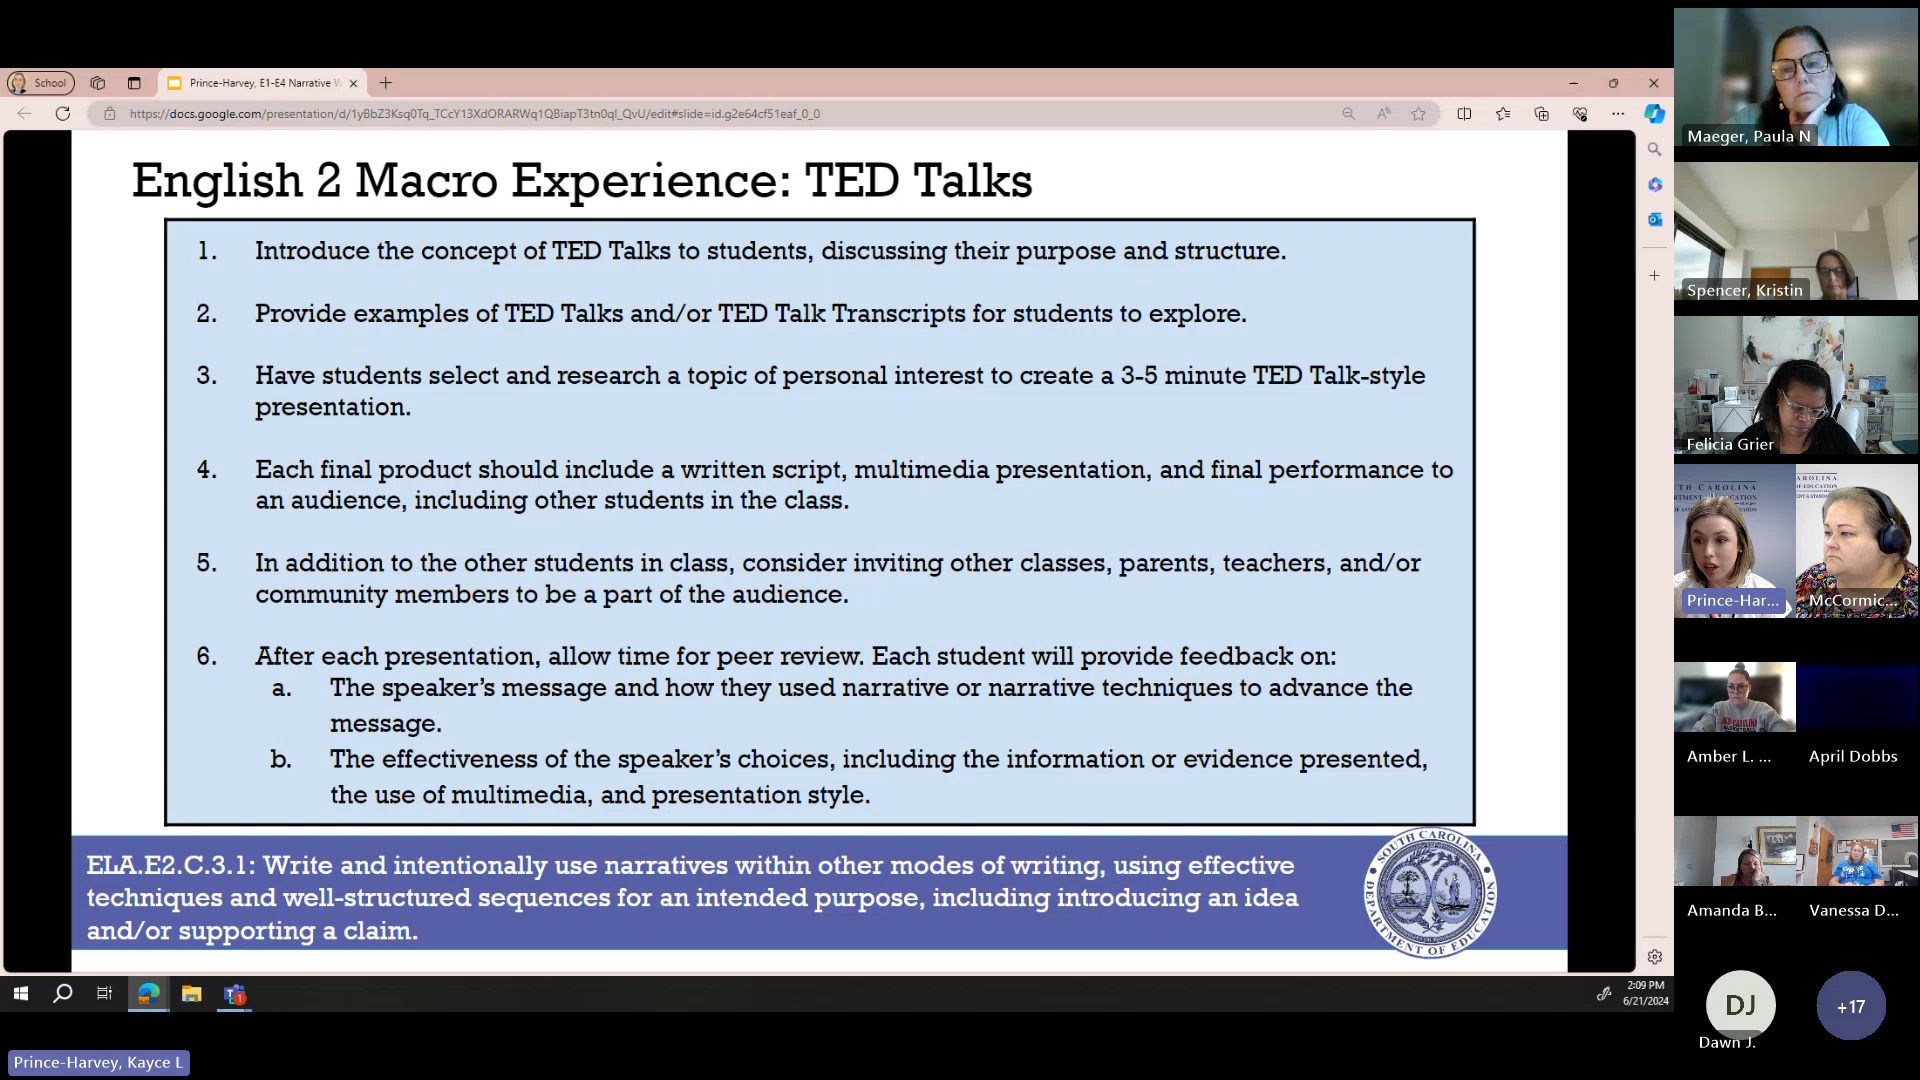 School
Prince-Harvey, E1-E4 Narrative W
https://docs.google.com/presentation/d/1yBbZ3Ksq0Tq_TCcY13XdORARWq1QBiapT3tn0ql_QvU/edit#slide=id.g2e64cf51eaf_0_0
English 2 Macro Experience: TED Talks
1. Introduce the concept of TED Talks to students, discussing their purpose and structure.
2. Provide examples of TED Talks and/or TED Talk Transcripts for students to explore.
3. Have students select and research a topic of personal interest to create a 3-5 minute TED Talk-style
presentation.
4. Each final product should include a written script, multimedia presentation, and final performance to
an audience, including other students in the class.
5. In addition to the other students in class, consider inviting other classes, parents, teachers, and/or
community members to be a part of the audience.
6. After each presentation, allow time for peer review. Each student will provide feedback on:
a. The speaker's message and how they used narrative or narrative techniques to advance the
message.
b. The effectiveness of the speaker's choices, including the information or evidence presented,
the use of multimedia, and presentation style.
ELA.E2.C.3.1: Write and intentionally use narratives within other modes of writing, using effective
techniques and well-structured sequences for an intended purpose, including introducing an idea
and/or supporting a claim.
SOUTH CAROLINA
DEPARTMENT OF EDUCATION
2:09 PM
6/21/2024
Prince-Harvey, Kayce L
Maeger, Paula N
Spencer, Kristin
Felicia Grier
Prince-Har...
McCormic...
Amber L. ...
April Dobbs
Amanda B...
Vanessa D...
DJ
Dawn J.
+17